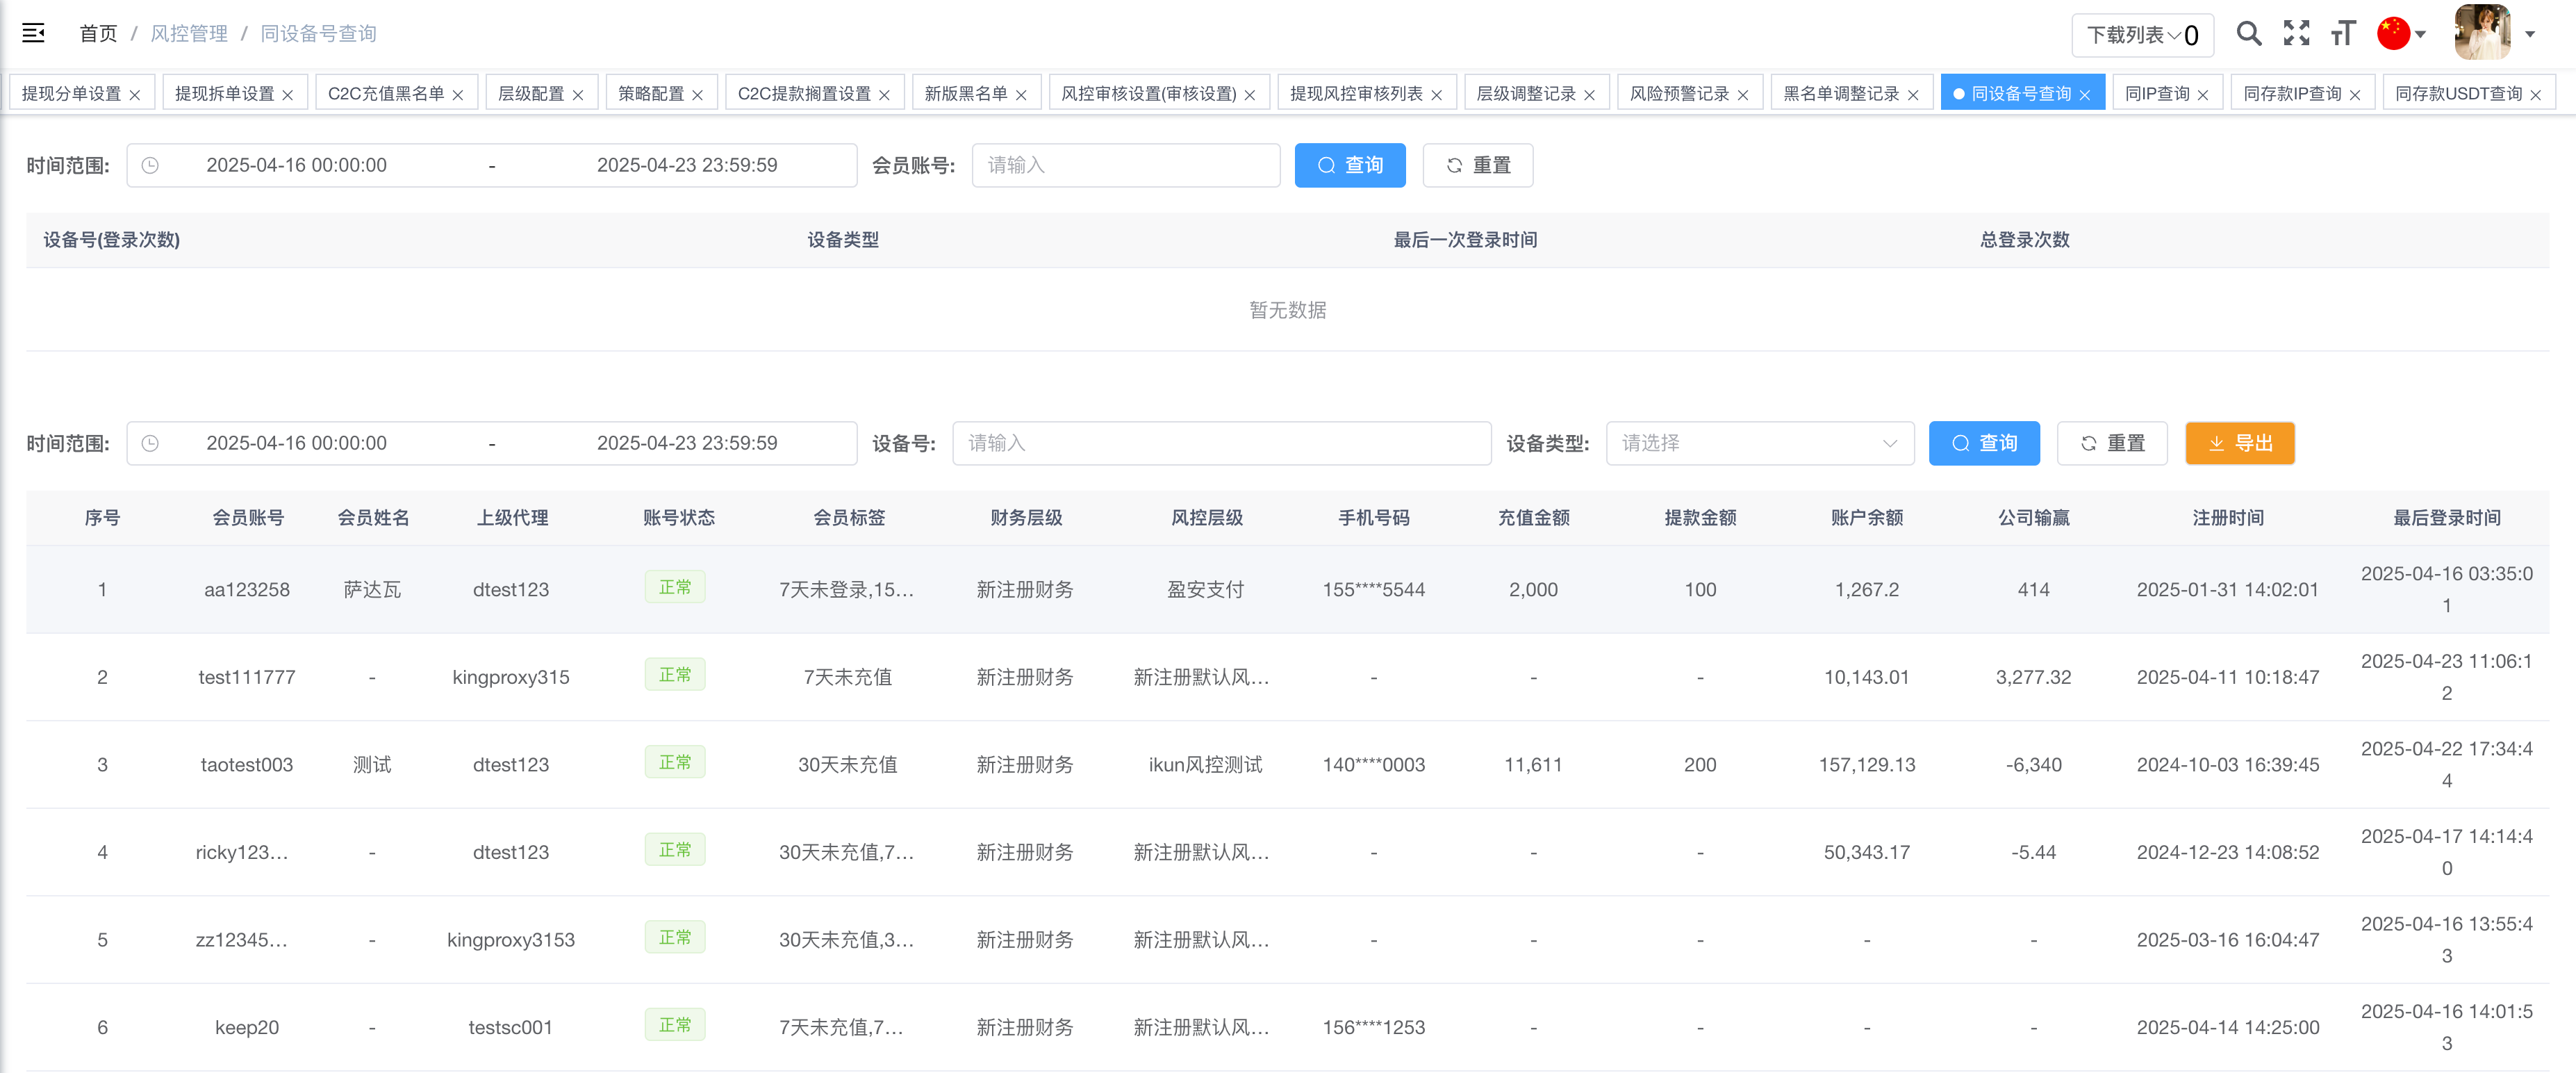 首页 / 风控管理 / 同设备号查询
下载列表 0
提现分单设置 提现拆单设置 C2C充值黑名单 层级配置 策略配置 C2C提款搁置设置 新版黑名单 风控审核设置(审核设置) 提现风控审核列表 层级调整记录 风险预警记录 黑名单调整记录 同设备号查询 同IP查询 同存款IP查询 同存款USDT查询
时间范围: 2025-04-16 00:00:00 - 2025-04-23 23:59:59 会员账号: 请输入 查询 重置
设备号(登录次数) 设备类型 最后一次登录时间 总登录次数
暂无数据
时间范围: 2025-04-16 00:00:00 - 2025-04-23 23:59:59 设备号: 请输入 设备类型: 请选择 查询 重置 导出
序号 会员账号 会员姓名 上级代理 账号状态 会员标签 财务层级 风控层级 手机号码 充值金额 提款金额 账户余额 公司输赢 注册时间 最后登录时间
1 aa123258 萨达瓦 dtest123 正常 7天未登录,15... 新注册财务 盈安支付 155****5544 2,000 100 1,267.2 414 2025-01-31 14:02:01 2025-04-16 03:35:0
1
2 test111777 - kingproxy315 正常 7天未充值 新注册财务 新注册默认风... - - - 10,143.01 3,277.32 2025-04-11 10:18:47 2025-04-23 11:06:1
2
3 taotest003 测试 dtest123 正常 30天未充值 新注册财务 ikun风控测试 140****0003 11,611 200 157,129.13 -6,340 2024-10-03 16:39:45 2025-04-22 17:34:4
4
4 ricky123... - dtest123 正常 30天未充值,7... 新注册财务 新注册默认风... - - - 50,343.17 -5.44 2024-12-23 14:08:52 2025-04-17 14:14:4
0
5 zz12345... - kingproxy3153 正常 30天未充值,3... 新注册财务 新注册默认风... - - - - - 2025-03-16 16:04:47 2025-04-16 13:55:4
3
6 keep20 - testsc001 正常 7天未充值,7... 新注册财务 新注册默认风... 156****1253 - - - - 2025-04-14 14:25:00 2025-04-16 14:01:5
3